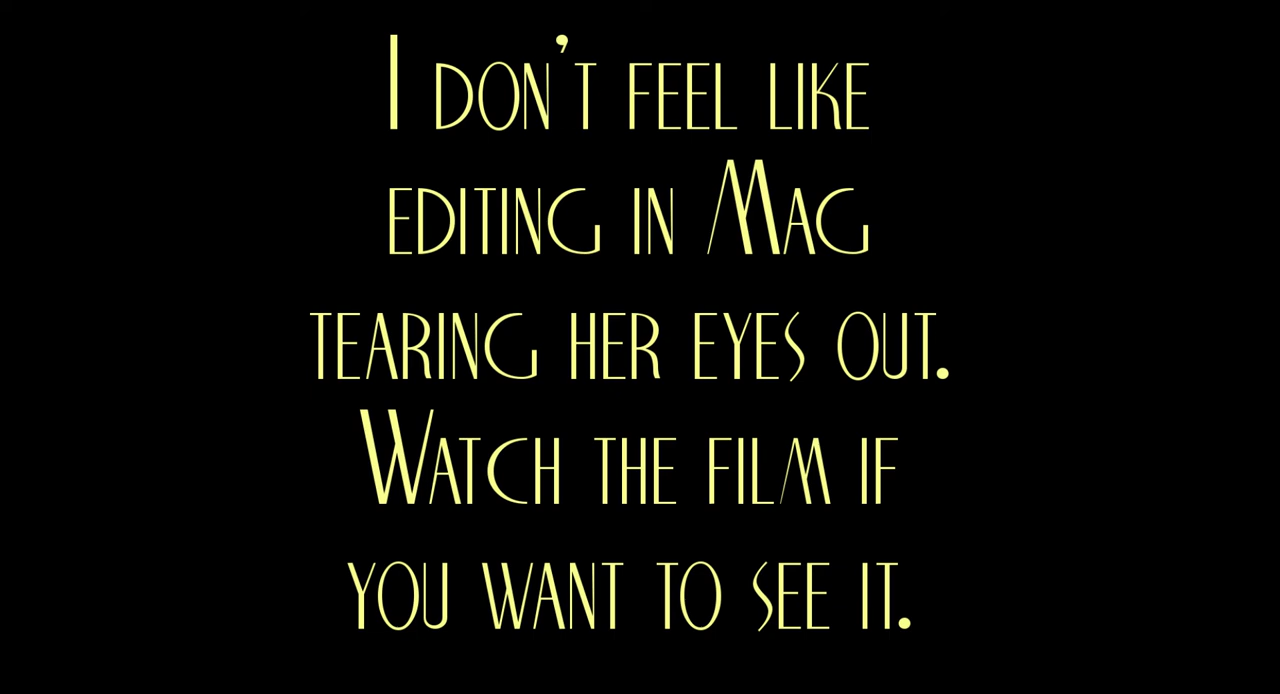 I don't feel like
editing in Mag
tearing her eyes out.
Watch the film if
you want to see it.